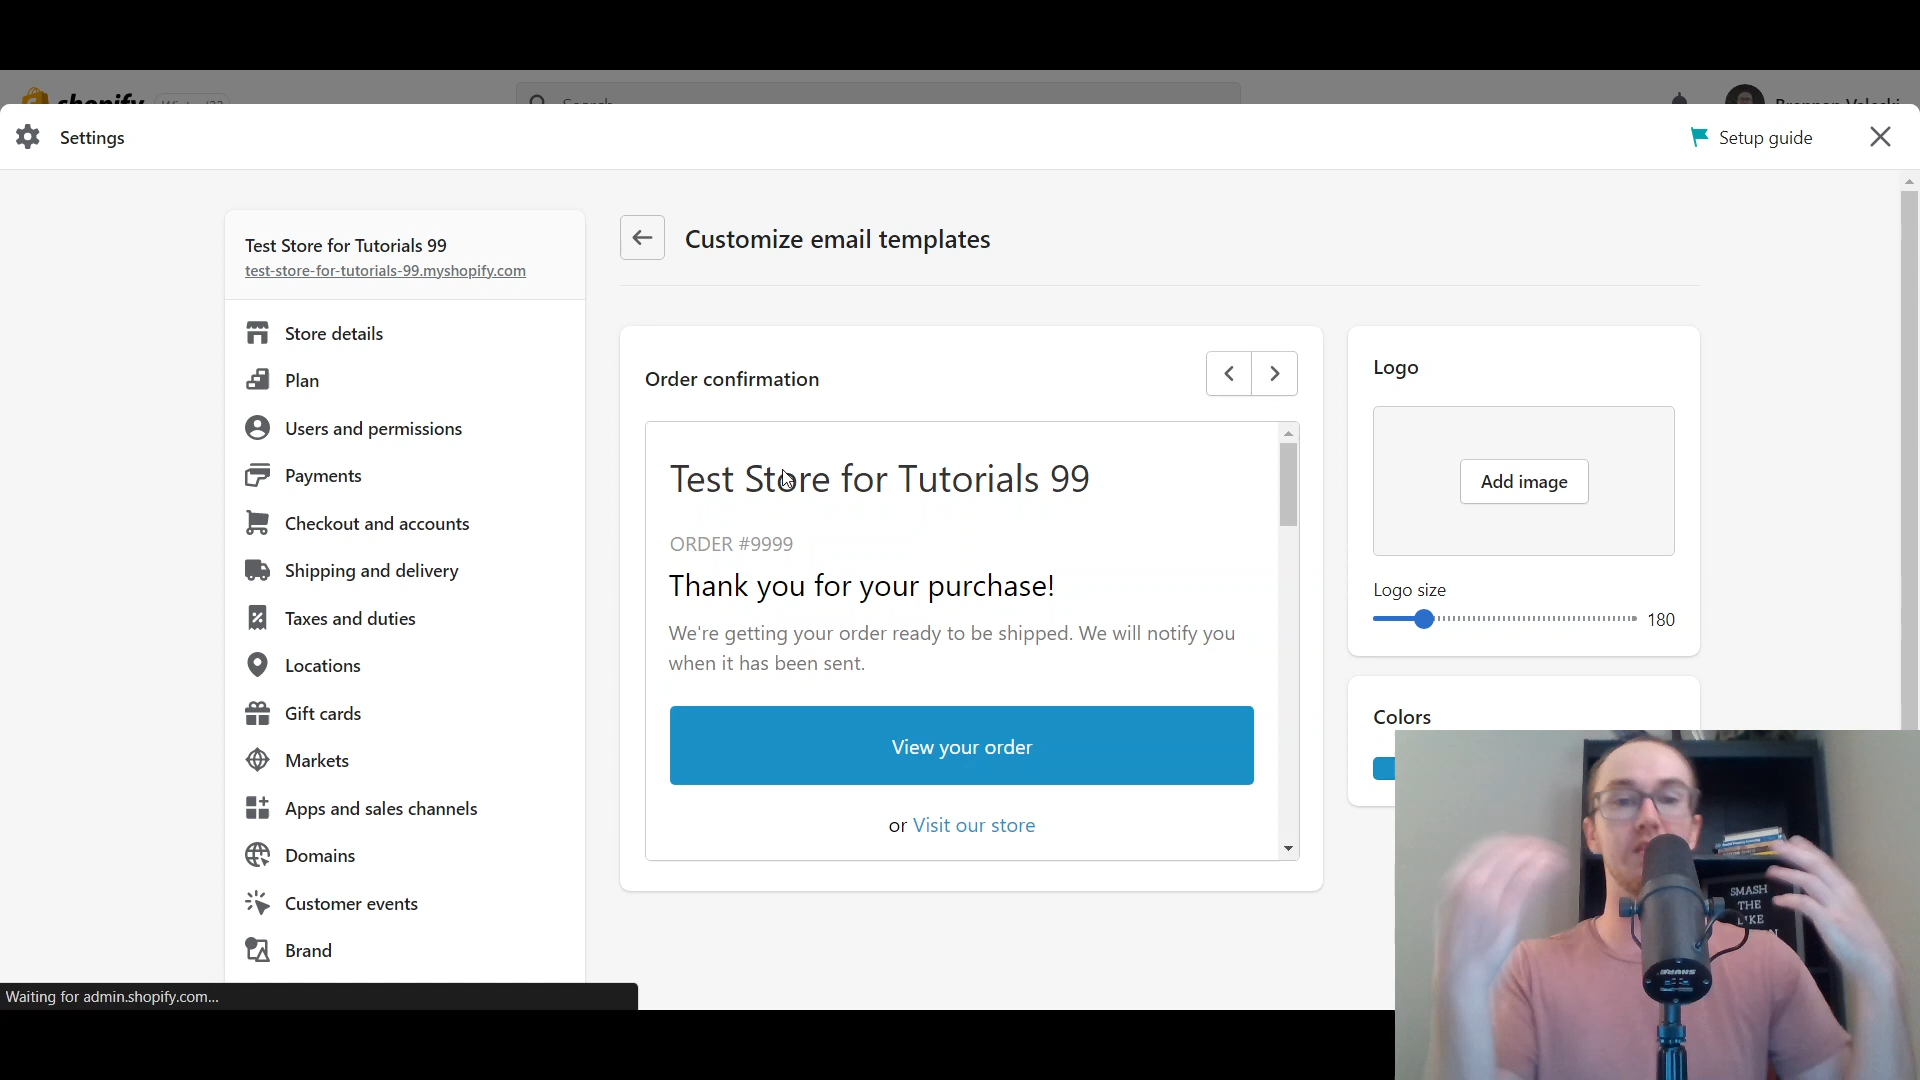 Settings
Setup guide
Test Store for Tutorials 99
test-store-for-tutorials-99.myshopify.com
Store details
Plan
Users and permissions
Payments
Checkout and accounts
Shipping and delivery
Taxes and duties
Locations
Gift cards
Markets
Apps and sales channels
Domains
Customer events
Brand
Customize email templates
Order confirmation
Test Store for Tutorials 99
ORDER #9999
Thank you for your purchase!
We're getting your order ready to be shipped. We will notify you
when it has been sent.
View your order
or Visit our store
Logo
Add image
Logo size
180
Colors
SMASH
THE
Waiting for admin.shopify.com...